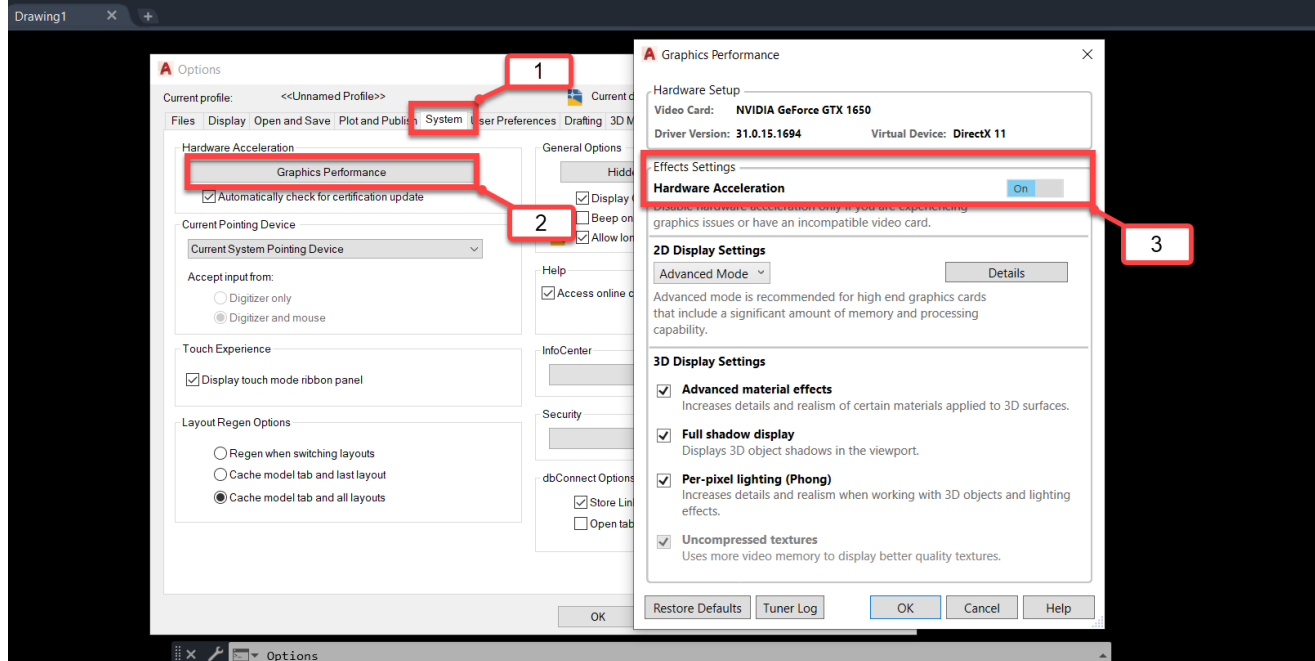 Drawing1
1
Options
Current profile: <<Unnamed Profile>> Current d
Files Display Open and Save Plot and Publish System User Preferences Drafting 3D M
Hardware Acceleration
Graphics Performance
Automatically check for certification update
2
Current Pointing Device
Current System Pointing Device
Accept input from:
Digitizer only
Digitizer and mouse
Touch Experience
Display touch mode ribbon panel
Layout Regen Options
Regen when switching layouts
Cache model tab and last layout
Cache model tab and all layouts
General Options
Hidd
Display
Beep on
Allow lon
Help
Access online c
InfoCenter
Security
dbConnect Options
Store Lin
Open tab
OK
Graphics Performance
Hardware Setup
Video Card: NVIDIA GeForce GTX 1650
Driver Version: 31.0.15.1694 Virtual Device: DirectX 11
Effects Settings
Hardware Acceleration On
Disable hardware acceleration only if you are experiencing
graphics issues or have an incompatible video card.
3
2D Display Settings
Advanced Mode Details
Advanced mode is recommended for high end graphics cards
that include a significant amount of memory and processing
capability.
3D Display Settings
Advanced material effects
Increases details and realism of certain materials applied to 3D surfaces.
Full shadow display
Displays 3D object shadows in the viewport.
Per-pixel lighting (Phong)
Increases details and realism when working with 3D objects and lighting
effects.
Uncompressed textures
Uses more video memory to display better quality textures.
Restore Defaults Tuner Log OK Cancel Help
Options